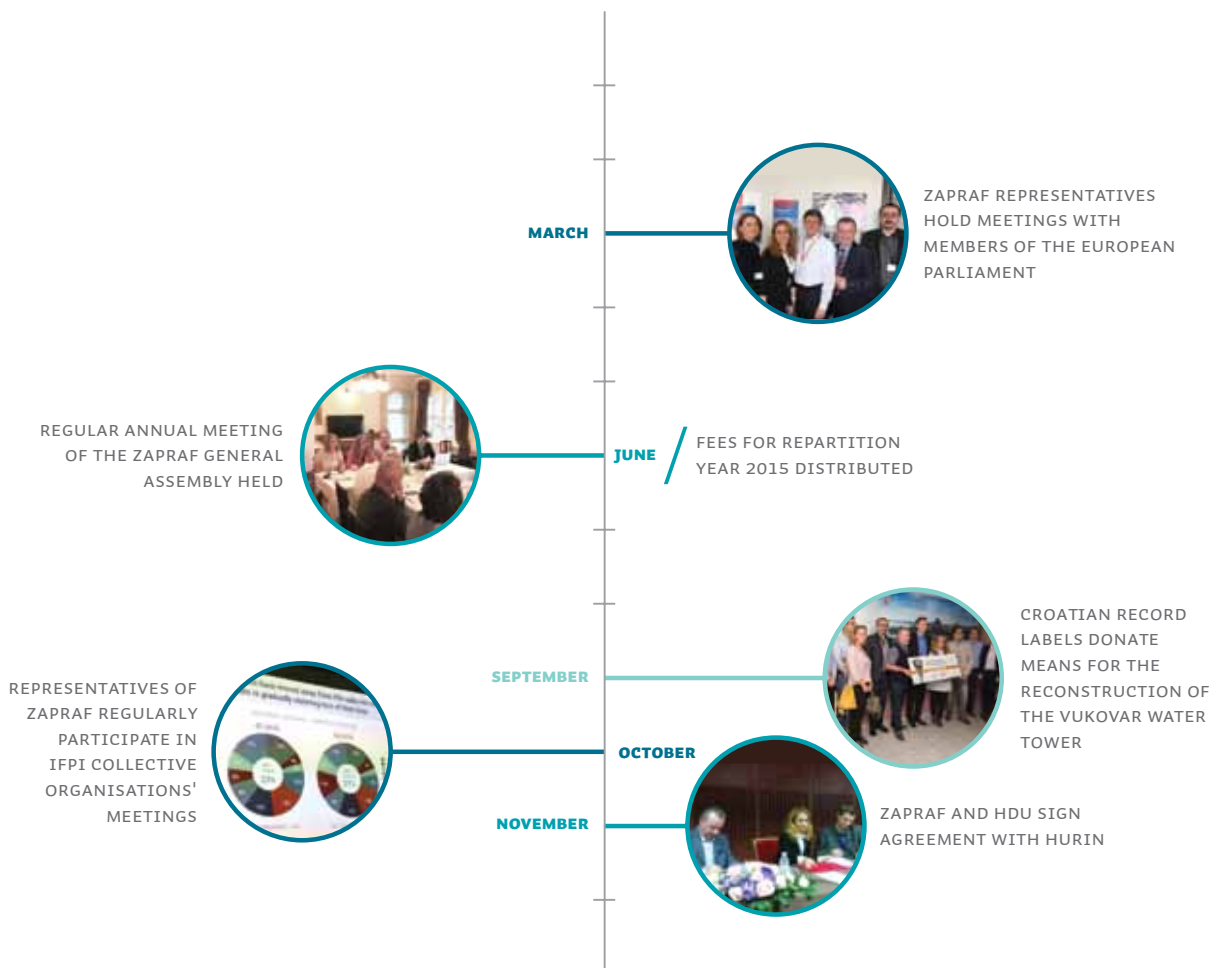 MARCH
ZAPRAF REPRESENTATIVES
HOLD MEETINGS WITH
MEMBERS OF THE EUROPEAN
PARLIAMENT
REGULAR ANNUAL MEETING
OF THE ZAPRAF GENERAL
ASSEMBLY HELD
JUNE
FEES FOR REPARTITION
YEAR 2015 DISTRIBUTED
SEPTEMBER
CROATIAN RECORD
LABELS DONATE
MEANS FOR THE
RECONSTRUCTION OF
THE VUKOVAR WATER
TOWER
REPRESENTATIVES OF
ZAPRAF REGULARLY
PARTICIPATE IN
IFPI COLLECTIVE
ORGANISATIONS'
MEETINGS
OCTOBER
NOVEMBER
ZAPRAF AND HDU SIGN
AGREEMENT WITH HURIN